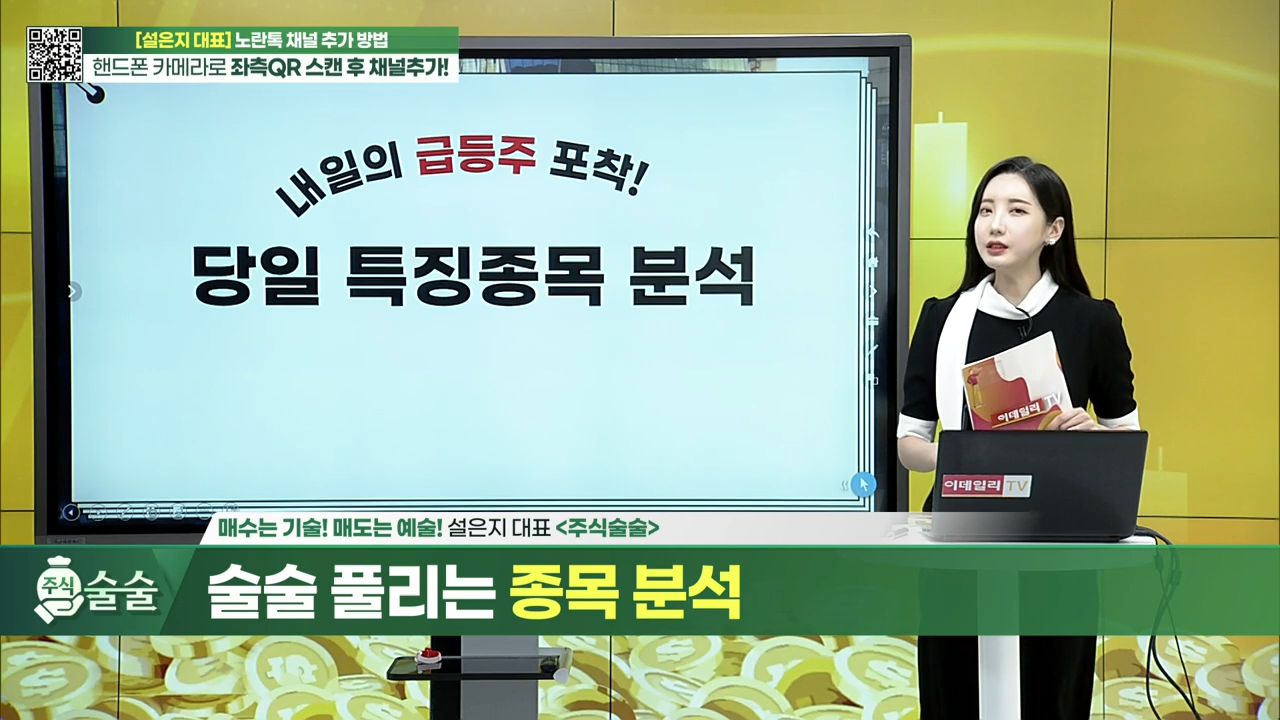 [설은지 대표] 노란톡 채널 추가 방법
핸드폰 카메라로 좌측QR 스캔 후 채널추가!
내일의 급등주 포착!
당일 특징종목 분석
이데일리 TV
이데일리 TV
매수는 기술! 매도는 예술! 설은지 대표 <주식술술>
주식술술
술술 풀리는 종목 분석